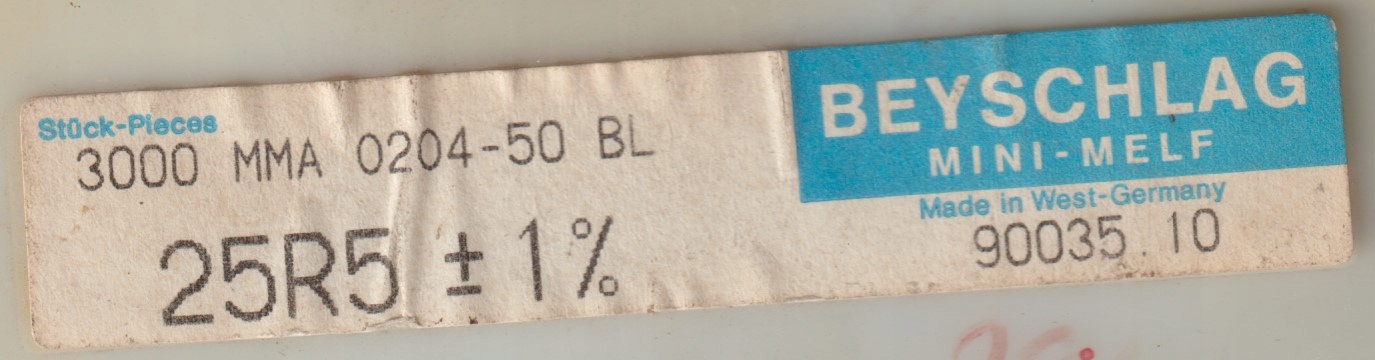 Stück-Pieces
3000 MMA 0204-50 BL
25R5 ± 1%
BEYSCHLAG
MINI-MELF
Made in West-Germany
90035 10